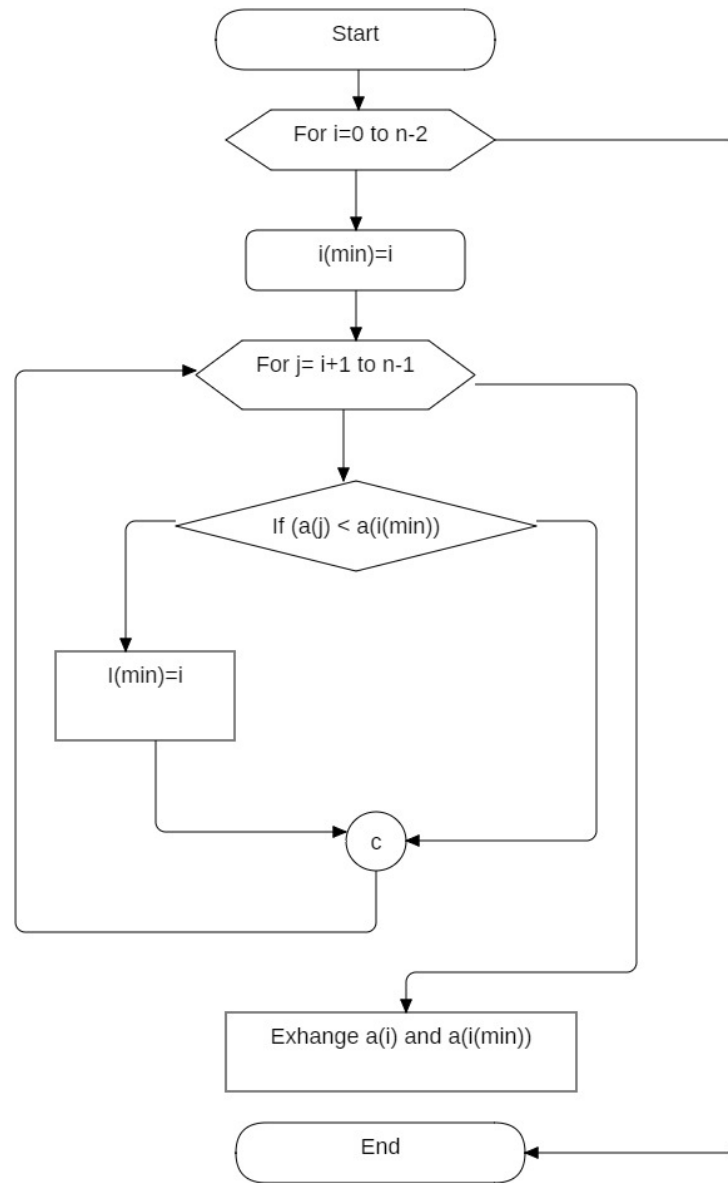 Start
For i=0 to n-2
i(min)=i
For j= i+1 to n-1
If (a(j) < a(i(min))
I(min)=i
c
Exhange a(i) and a(i(min))
End